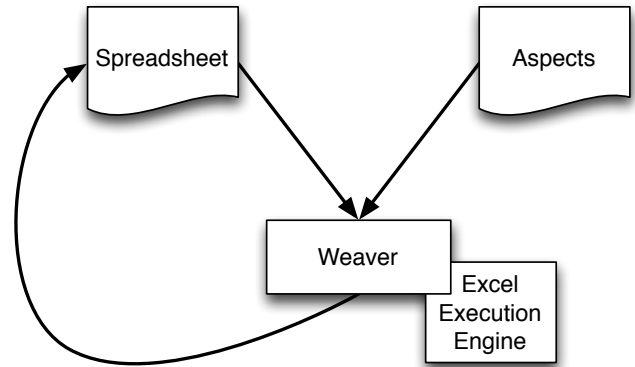 Spreadsheet
Aspects
Weaver
Excel
Execution
Engine